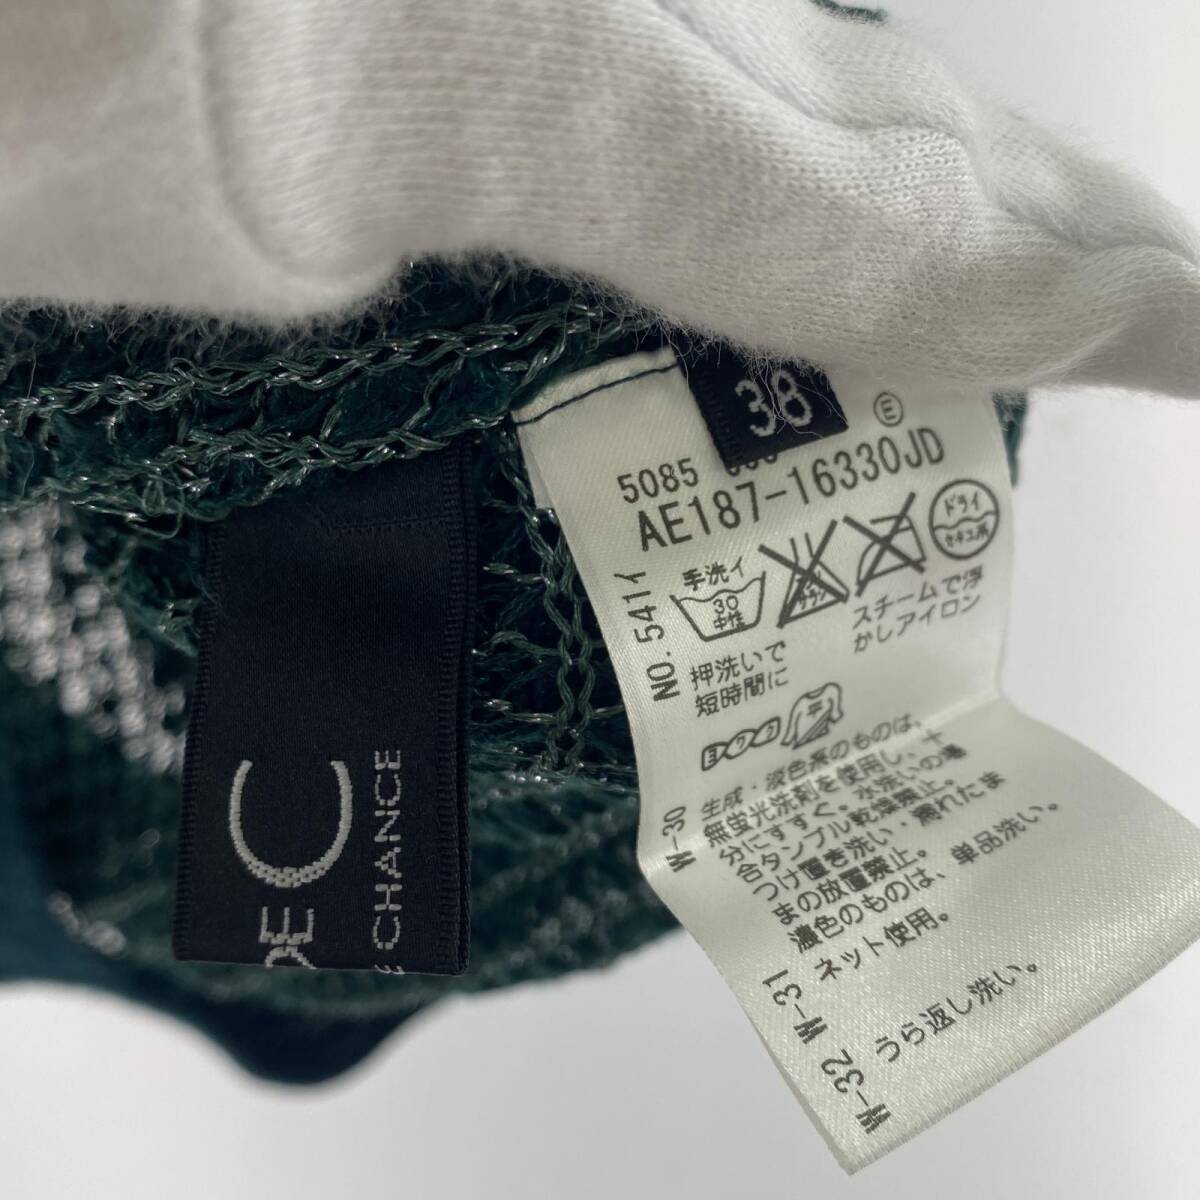 38
Ⓔ
5085
AE187-16330JD
NO. 5411
手洗イ
30
中性
ドライ
セキユ系
押洗いで
短時間に
スチームで浮
かしアイロン
ヨワク
平
W-30
生成・淡色系のものは、
無蛍光洗剤を使用し、十
分にすすぐ。水洗いの場
合タンブル乾燥禁止。
つけ置き洗い・濡れたま
まの放置禁止。
濃色のものは、単品洗い。
W-31
ネット使用。
W-32
うら返し洗い。
C
CHANCE